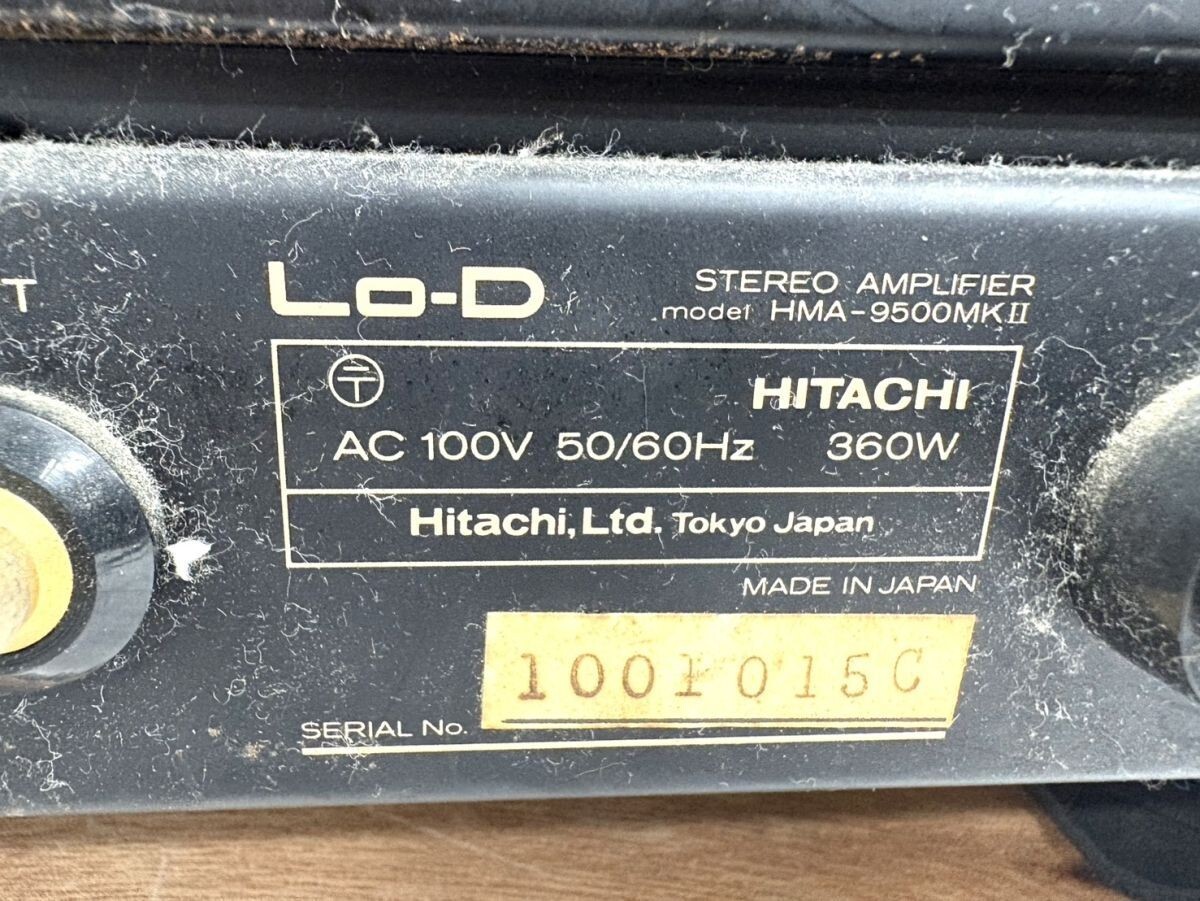 T
Lo-D
STEREO AMPLIFIER
model HMA-9500MKII
HITACHI
AC 100V 50/60Hz 360W
Hitachi, Ltd. Tokyo Japan
MADE IN JAPAN
SERIAL No. 1001015C